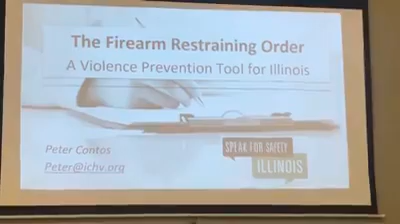 The Firearm Restraining Order
A Violence Prevention Tool for Illinois
Peter Contos
Peter@ichv.org
SPEAK FOR SAFETY
ILLINOIS